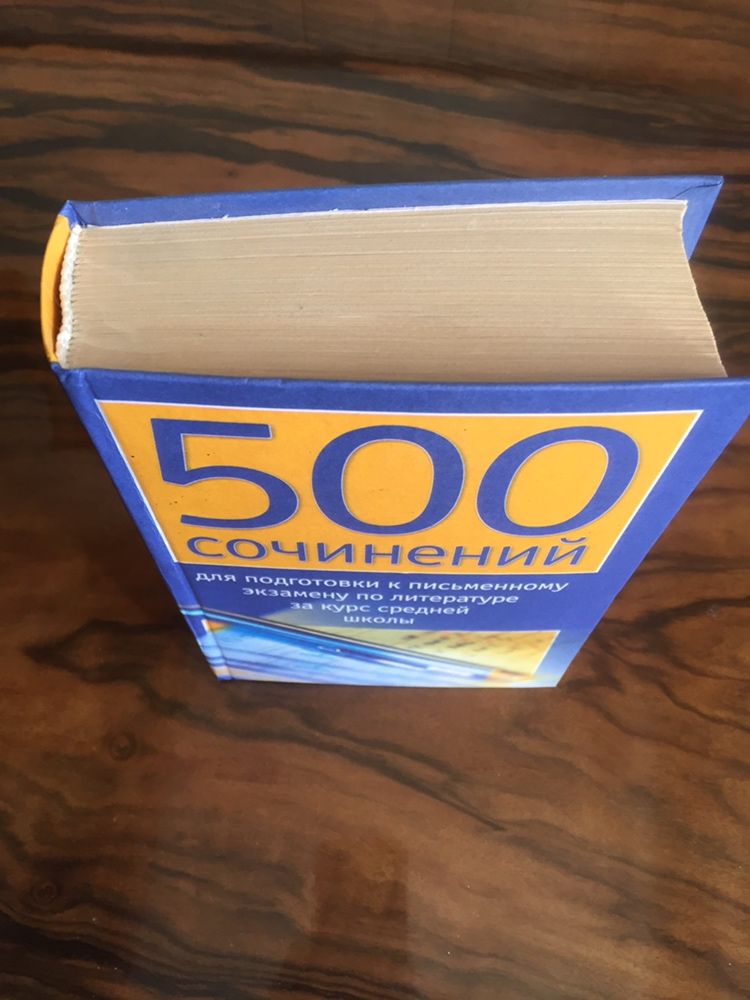 500
сочинений
для подготовки к письменному
экзамену по литературе
за курс средней
школы